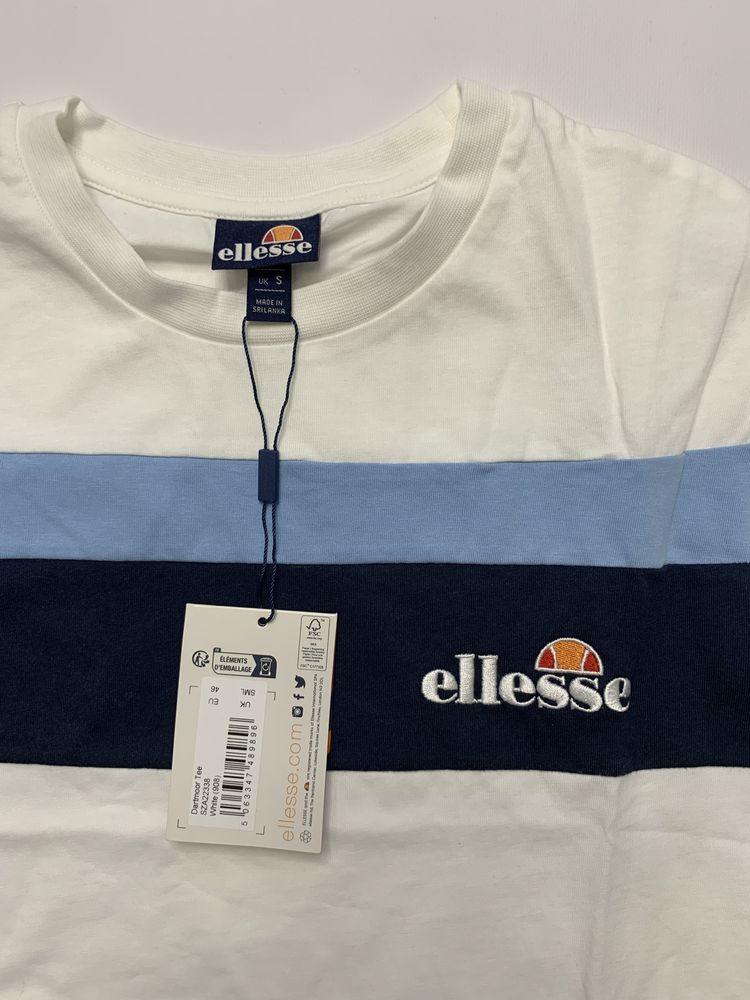 ellesse
UK S
MADE IN
SRI LANKA
ellesse
FSC
ÉLÉMENTS
D'EMBALLAGE
UK SML
EU 46
Dartmoor Tee
SZA22338
White (908)
5 063347 489896
ellesse.com